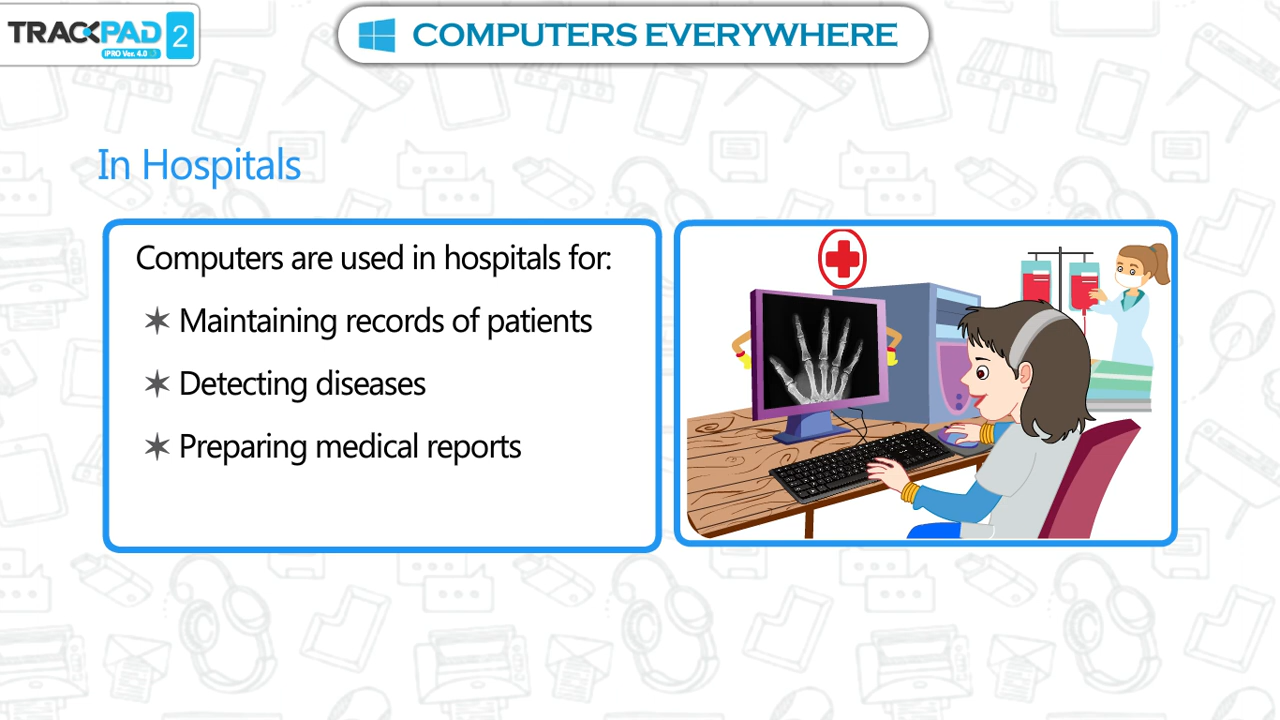 TRACKPAD 2
iPRO Ver. 4.0
COMPUTERS EVERYWHERE
In Hospitals
Computers are used in hospitals for:
✶ Maintaining records of patients
✶ Detecting diseases
✶ Preparing medical reports